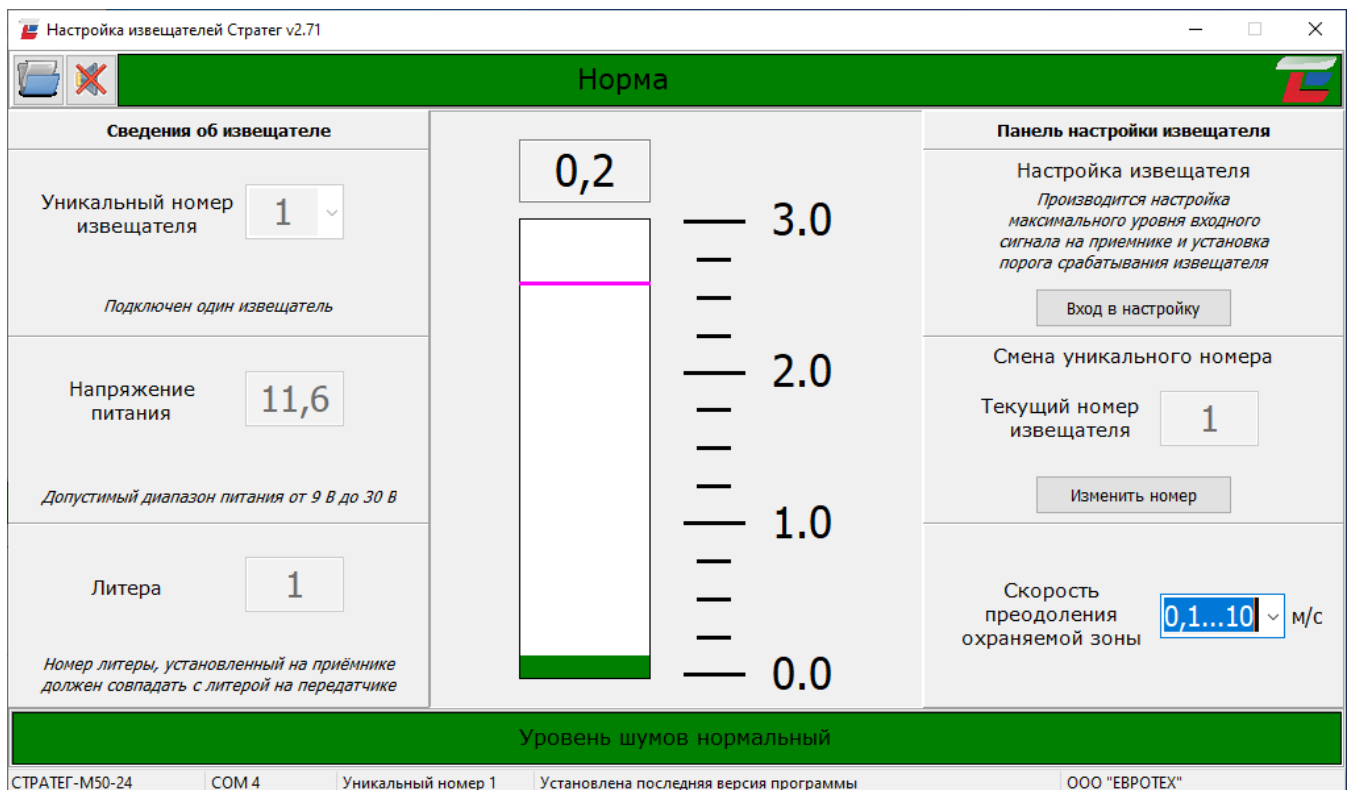 Настройка извещателей Стратег v2.71
Норма
Сведения об извещателе
Уникальный номер
извещателя
1
Подключен один извещатель
Напряжение
питания
11,6
Допустимый диапазон питания от 9 В до 30 В
Литера
1
Номер литеры, установленный на приёмнике
должен совпадать с литерой на передатчике
0,2
3.0
2.0
1.0
0.0
Панель настройки извещателя
Настройка извещателя
Производится настройка
максимального уровня входного
сигнала на приемнике и установка
порога срабатывания извещателя
Вход в настройку
Смена уникального номера
Текущий номер
извещателя
1
Изменить номер
Скорость
преодоления
охраняемой зоны
0,1...10
м/с
Уровень шумов нормальный
СТРАТЕГ-М50-24
COM 4
Уникальный номер 1
Установлена последняя версия программы
ООО "ЕВРОТЕХ"